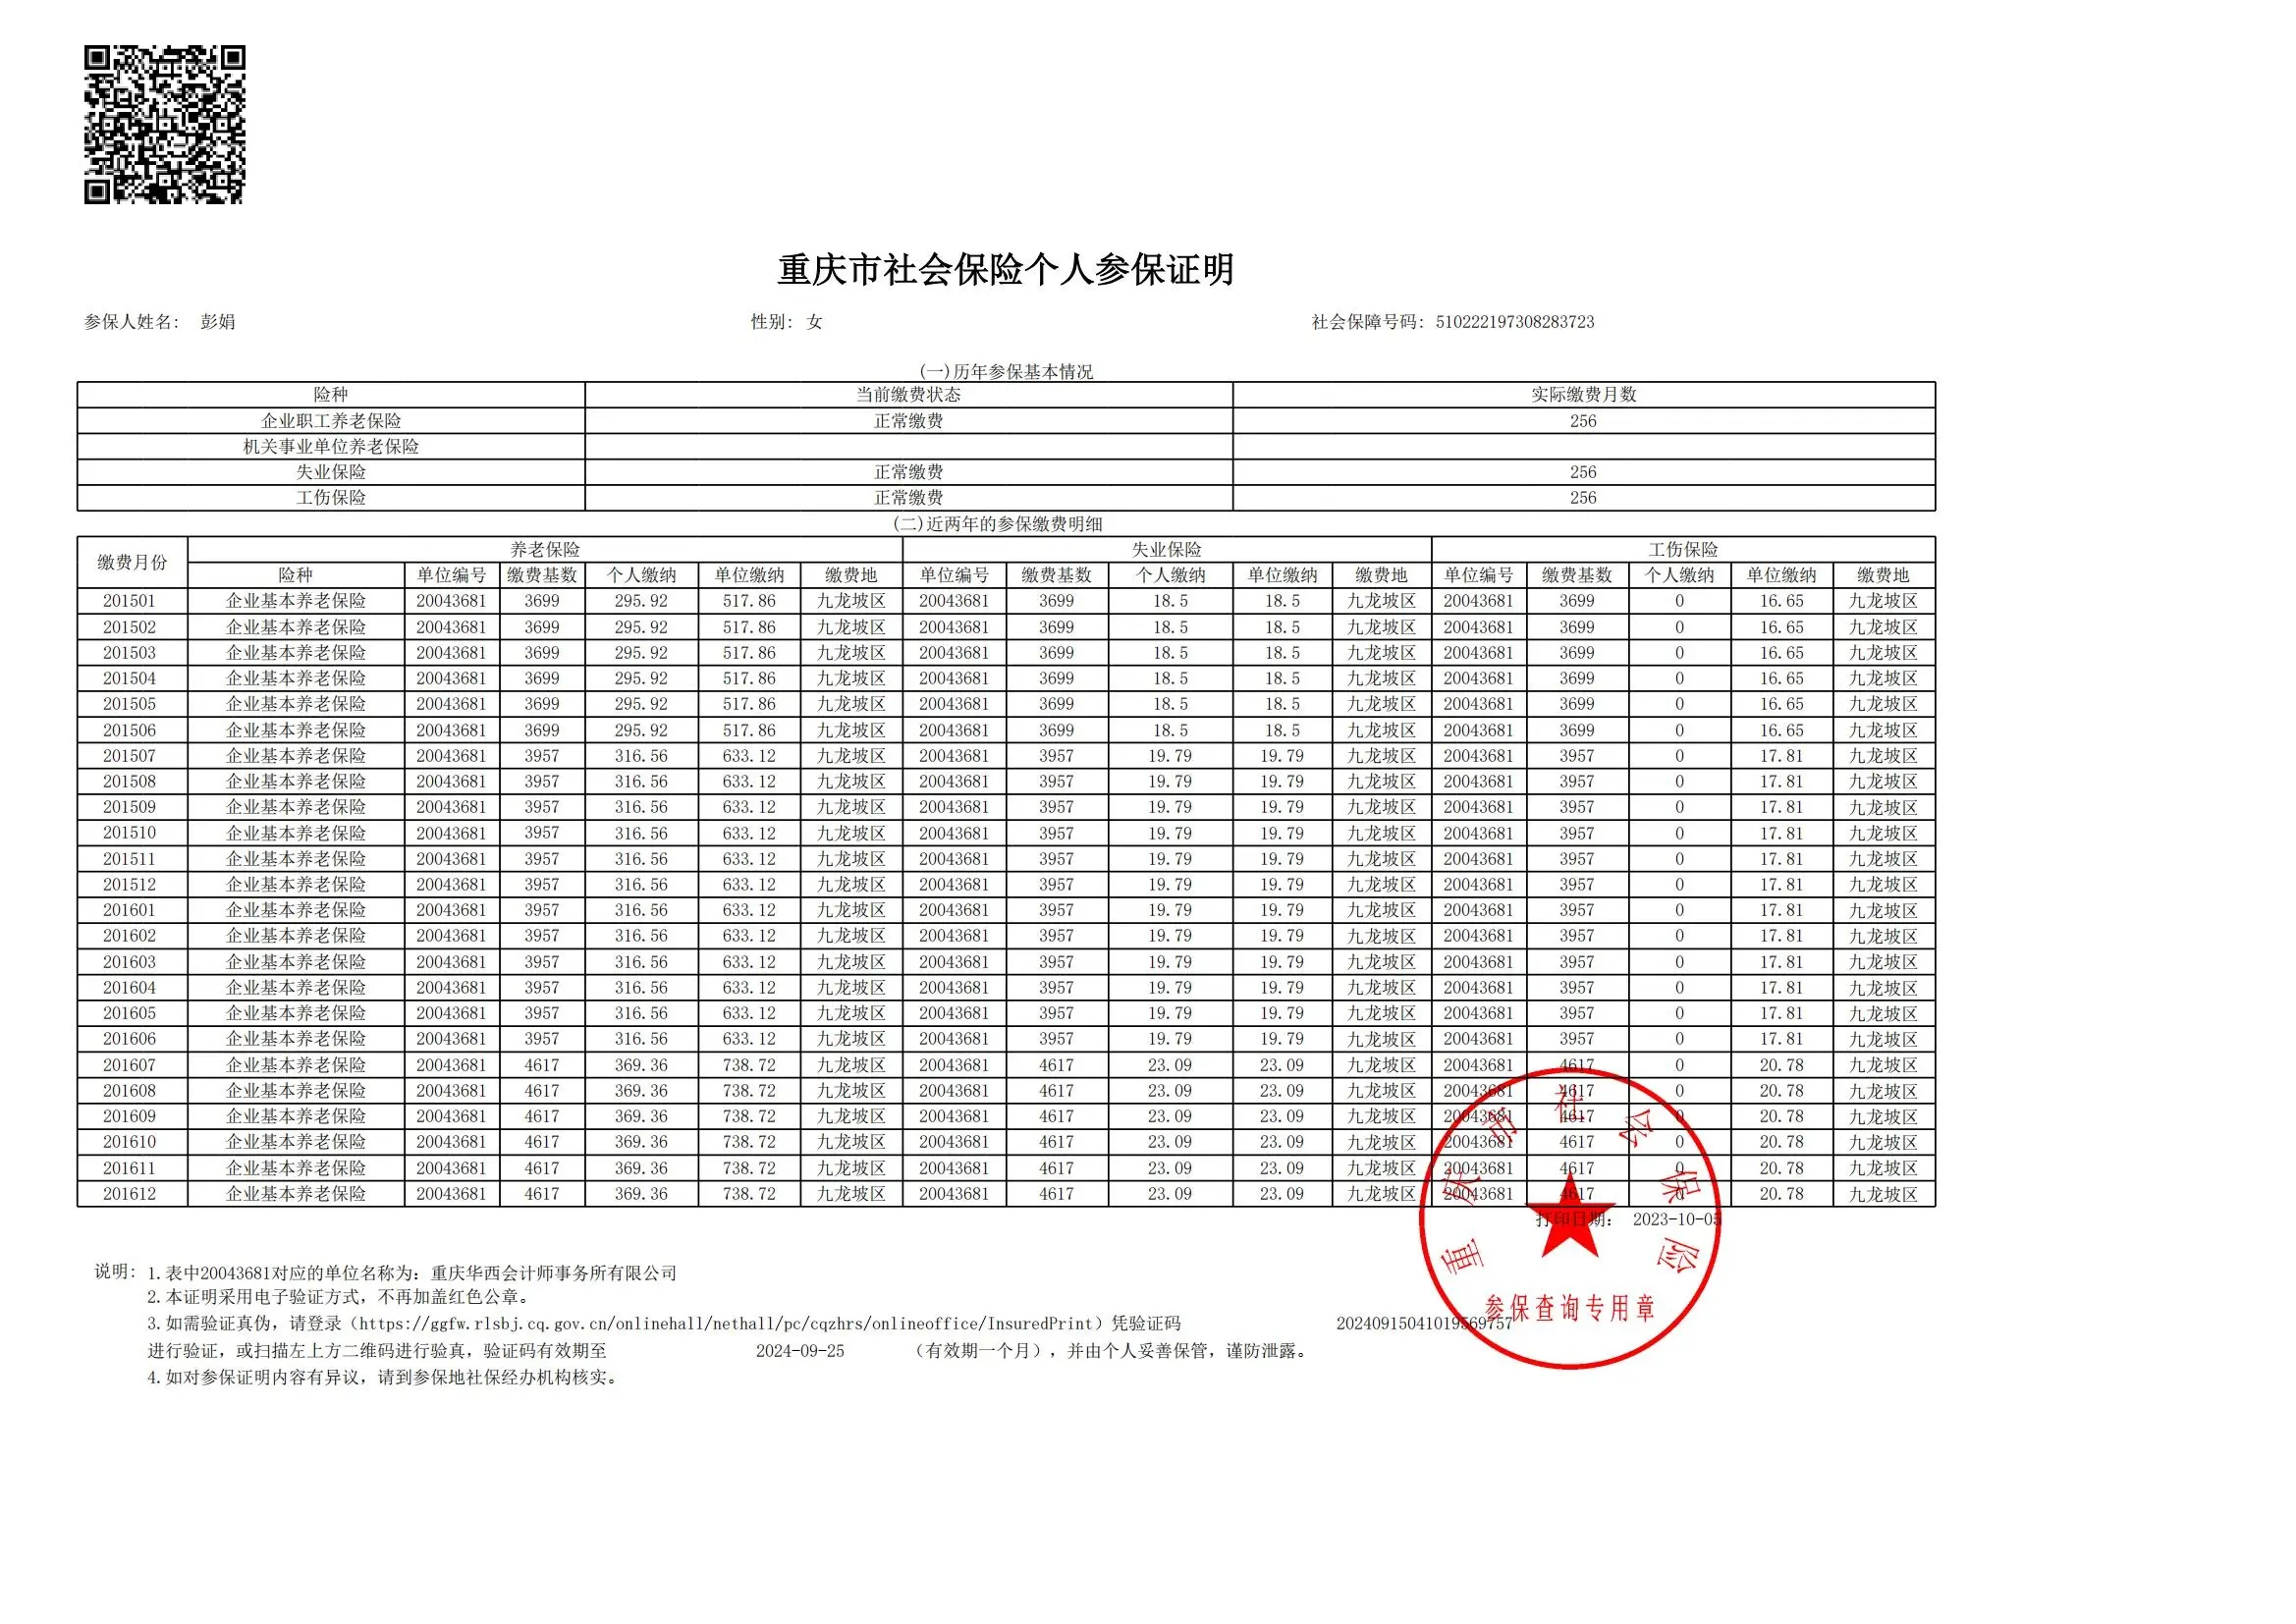 重庆市社会保险个人参保证明
参保人姓名： 彭娟 性别：女 社会保障号码：510222197308283723
(一)历年参保基本情况
险种 当前缴费状态 实际缴费月数
企业职工养老保险 正常缴费 256
机关事业单位养老保险
失业保险 正常缴费 256
工伤保险 正常缴费 256
(二)近两年的参保缴费明细
缴费月份 养老保险 失业保险 工伤保险
险种 单位编号 缴费基数 个人缴纳 单位缴纳 缴费地 单位编号 缴费基数 个人缴纳 单位缴纳 缴费地 单位编号 缴费基数 个人缴纳 单位缴纳 缴费地
201501 企业基本养老保险 20043681 3699 295.92 517.86 九龙坡区 20043681 3699 18.5 18.5 九龙坡区 20043681 3699 0 16.65 九龙坡区
201502 企业基本养老保险 20043681 3699 295.92 517.86 九龙坡区 20043681 3699 18.5 18.5 九龙坡区 20043681 3699 0 16.65 九龙坡区
201503 企业基本养老保险 20043681 3699 295.92 517.86 九龙坡区 20043681 3699 18.5 18.5 九龙坡区 20043681 3699 0 16.65 九龙坡区
201504 企业基本养老保险 20043681 3699 295.92 517.86 九龙坡区 20043681 3699 18.5 18.5 九龙坡区 20043681 3699 0 16.65 九龙坡区
201505 企业基本养老保险 20043681 3699 295.92 517.86 九龙坡区 20043681 3699 18.5 18.5 九龙坡区 20043681 3699 0 16.65 九龙坡区
201506 企业基本养老保险 20043681 3699 295.92 517.86 九龙坡区 20043681 3699 18.5 18.5 九龙坡区 20043681 3699 0 16.65 九龙坡区
201507 企业基本养老保险 20043681 3957 316.56 633.12 九龙坡区 20043681 3957 19.79 19.79 九龙坡区 20043681 3957 0 17.81 九龙坡区
201508 企业基本养老保险 20043681 3957 316.56 633.12 九龙坡区 20043681 3957 19.79 19.79 九龙坡区 20043681 3957 0 17.81 九龙坡区
201509 企业基本养老保险 20043681 3957 316.56 633.12 九龙坡区 20043681 3957 19.79 19.79 九龙坡区 20043681 3957 0 17.81 九龙坡区
201510 企业基本养老保险 20043681 3957 316.56 633.12 九龙坡区 20043681 3957 19.79 19.79 九龙坡区 20043681 3957 0 17.81 九龙坡区
201511 企业基本养老保险 20043681 3957 316.56 633.12 九龙坡区 20043681 3957 19.79 19.79 九龙坡区 20043681 3957 0 17.81 九龙坡区
201512 企业基本养老保险 20043681 3957 316.56 633.12 九龙坡区 20043681 3957 19.79 19.79 九龙坡区 20043681 3957 0 17.81 九龙坡区
201601 企业基本养老保险 20043681 3957 316.56 633.12 九龙坡区 20043681 3957 19.79 19.79 九龙坡区 20043681 3957 0 17.81 九龙坡区
201602 企业基本养老保险 20043681 3957 316.56 633.12 九龙坡区 20043681 3957 19.79 19.79 九龙坡区 20043681 3957 0 17.81 九龙坡区
201603 企业基本养老保险 20043681 3957 316.56 633.12 九龙坡区 20043681 3957 19.79 19.79 九龙坡区 20043681 3957 0 17.81 九龙坡区
201604 企业基本养老保险 20043681 3957 316.56 633.12 九龙坡区 20043681 3957 19.79 19.79 九龙坡区 20043681 3957 0 17.81 九龙坡区
201605 企业基本养老保险 20043681 3957 316.56 633.12 九龙坡区 20043681 3957 19.79 19.79 九龙坡区 20043681 3957 0 17.81 九龙坡区
201606 企业基本养老保险 20043681 3957 316.56 633.12 九龙坡区 20043681 3957 19.79 19.79 九龙坡区 20043681 3957 0 17.81 九龙坡区
201607 企业基本养老保险 20043681 4617 369.36 738.72 九龙坡区 20043681 4617 23.09 23.09 九龙坡区 20043681 4617 0 20.78 九龙坡区
201608 企业基本养老保险 20043681 4617 369.36 738.72 九龙坡区 20043681 4617 23.09 23.09 九龙坡区 20043681 4617 0 20.78 九龙坡区
201609 企业基本养老保险 20043681 4617 369.36 738.72 九龙坡区 20043681 4617 23.09 23.09 九龙坡区 20043681 4617 0 20.78 九龙坡区
201610 企业基本养老保险 20043681 4617 369.36 738.72 九龙坡区 20043681 4617 23.09 23.09 九龙坡区 20043681 4617 0 20.78 九龙坡区
201611 企业基本养老保险 20043681 4617 369.36 738.72 九龙坡区 20043681 4617 23.09 23.09 九龙坡区 20043681 4617 0 20.78 九龙坡区
201612 企业基本养老保险 20043681 4617 369.36 738.72 九龙坡区 20043681 4617 23.09 23.09 九龙坡区 20043681 4617 0 20.78 九龙坡区
打印日期： 2023-10-05
重庆市社会保险
参保查询专用章
说明：1.表中20043681对应的单位名称为：重庆华西会计师事务所有限公司
2.本证明采用电子验证方式，不再加盖红色公章。
3.如需验证真伪，请登录（https://ggfw.rlsbj.cq.gov.cn/onlinehall/nethall/pc/cqzhrs/onlineoffice/InsuredPrint）凭验证码 20240915041019569757
进行验证，或扫描左上方二维码进行验真，验证码有效期至 2024-09-25 （有效期一个月），并由个人妥善保管，谨防泄露。
4.如对参保证明内容有异议，请到参保地社保经办机构核实。